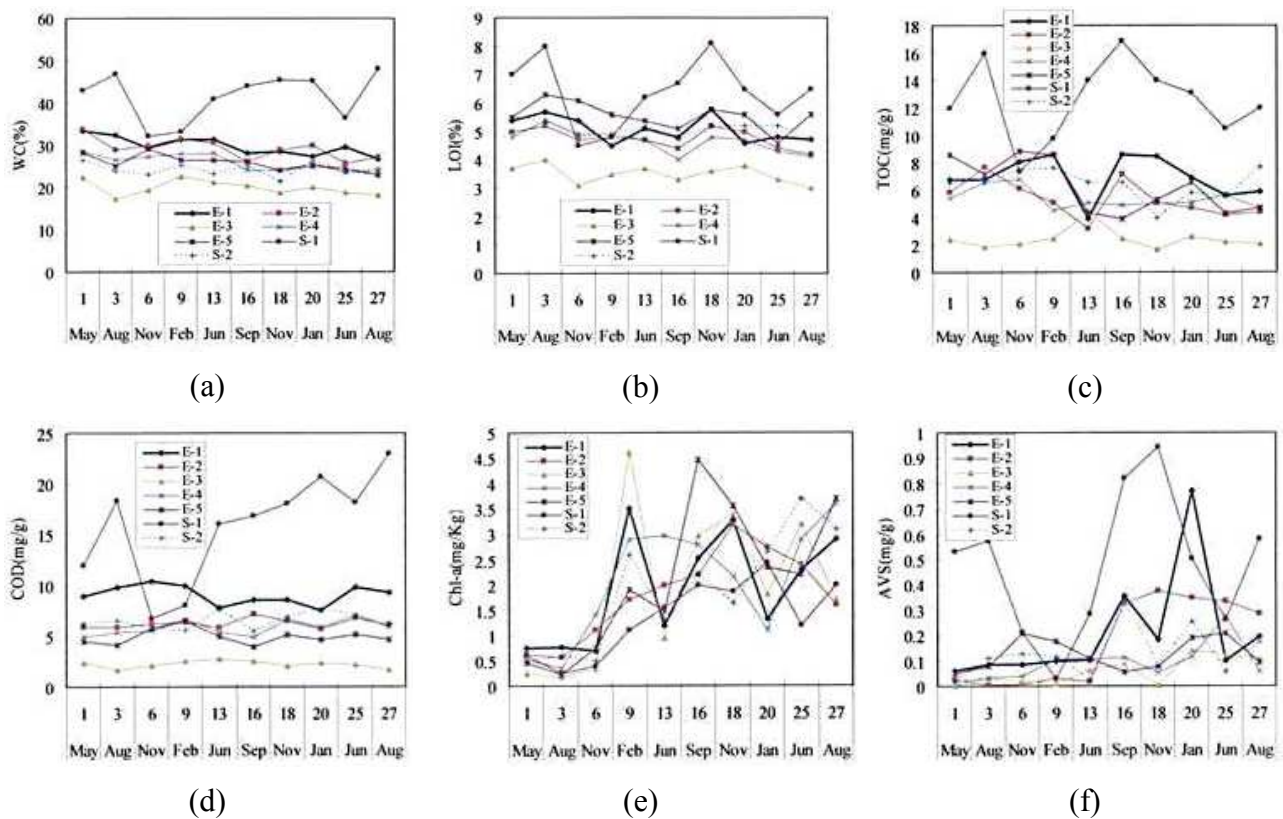 60
50
40
30
20
10
0
WC(%)
E-1 E-2
E-3 E-4
E-5 S-1
S-2
1 3 6 9 13 16 18 20 25 27
May Aug Nov Feb Jun Sep Nov Jan Jun Aug
(a)
9
8
7
6
5
4
3
2
1
0
LOI(%)
E-1 E-2
E-3 E-4
E-5 S-1
S-2
1 3 6 9 13 16 18 20 25 27
May Aug Nov Feb Jun Sep Nov Jan Jun Aug
(b)
18
16
14
12
10
8
6
4
2
0
TOC(mg/g)
E-1
E-2
E-3
E-4
E-5
S-1
S-2
1 3 6 9 13 16 18 20 25 27
May Aug Nov Feb Jun Sep Nov Jan Jun Aug
(c)
25
20
15
10
5
0
COD(mg/g)
E-1
E-2
E-3
E-4
E-5
S-1
S-2
1 3 6 9 13 16 18 20 25 27
May Aug Nov Feb Jun Sep Nov Jan Jun Aug
(d)
5
4.5
4
3.5
3
2.5
2
1.5
1
0.5
0
Chl-a(mg/Kg)
E-1
E-2
E-3
E-4
E-5
S-1
S-2
1 3 6 9 13 16 18 20 25 27
May Aug Nov Feb Jun Sep Nov Jan Jun Aug
(e)
1
0.9
0.8
0.7
0.6
0.5
0.4
0.3
0.2
0.1
0
AVS(mg/g)
E-1
E-2
E-3
E-4
E-5
S-1
S-2
1 3 6 9 13 16 18 20 25 27
May Aug Nov Feb Jun Sep Nov Jan Jun Aug
(f)